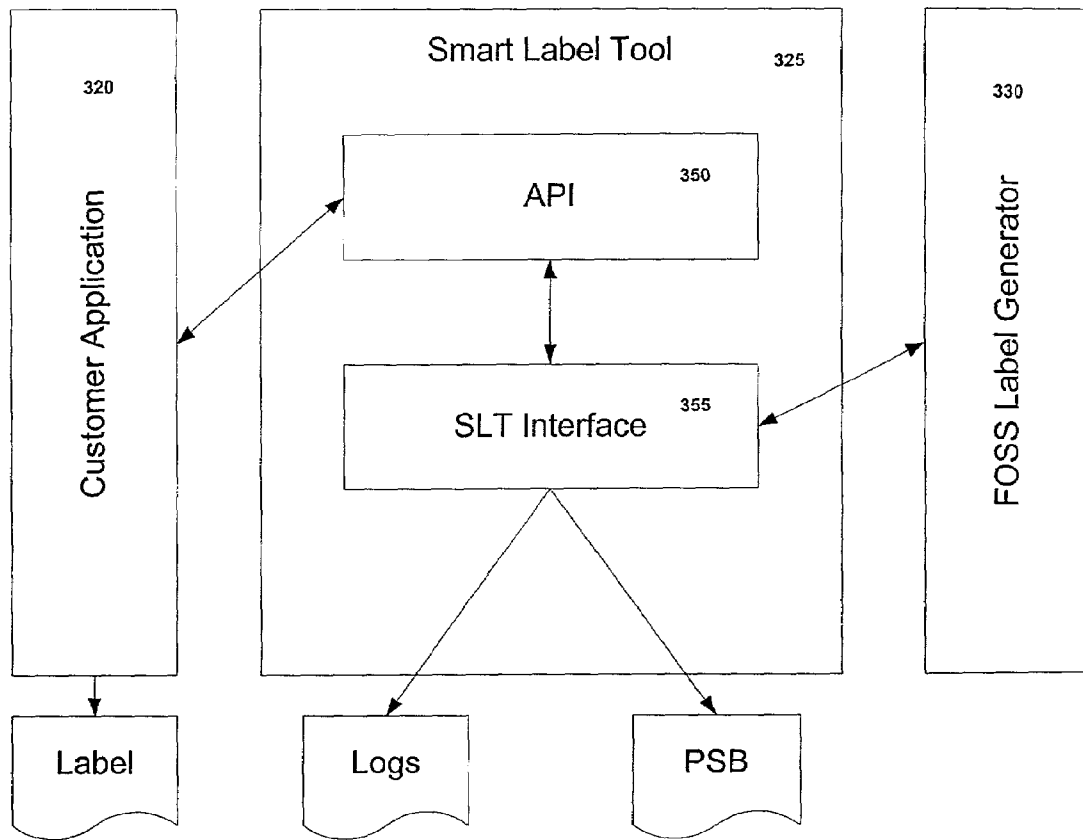 Smart Label Tool
325
320
330
350
API
Customer Application
FOSS Label Generator
355
SLT Interface
Label
Logs
PSB